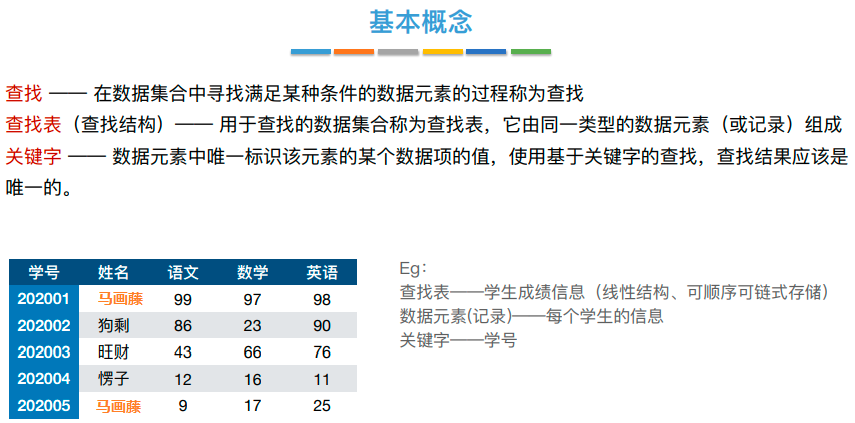 基本概念
查找 —— 在数据集合中寻找满足某种条件的数据元素的过程称为查找
查找表（查找结构）—— 用于查找的数据集合称为查找表，它由同一类型的数据元素（或记录）组成
关键字 —— 数据元素中唯一标识该元素的某个数据项的值，使用基于关键字的查找，查找结果应该是
唯一的。
学号 姓名 语文 数学 英语
202001 马画藤 99 97 98
202002 狗剩 86 23 90
202003 旺财 43 66 76
202004 愣子 12 16 11
202005 马画藤 9 17 25
Eg：
查找表——学生成绩信息（线性结构、可顺序可链式存储）
数据元素(记录)——每个学生的信息
关键字——学号